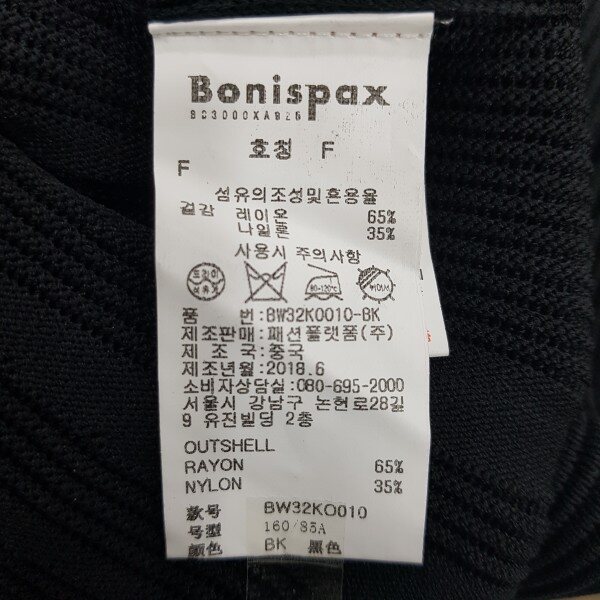 Bonispax
호칭 F
F
섬유의조성및혼용율
겉감 레이온 65%
나일론 35%
사용시 주의사항
드라이
80~120℃
품 번:BW32K0010-BK
제조판매:패션플랫폼(주)
제 조 국:중국
제조년월:2018.6
소비자상담실:080-695-2000
서울시 강남구 논현로28길
9 유진빌딩 2층
OUTSHELL
RAYON 65%
NYLON 35%
款号 BW32KO010
号型 160/85A
颜色 BK 黑色